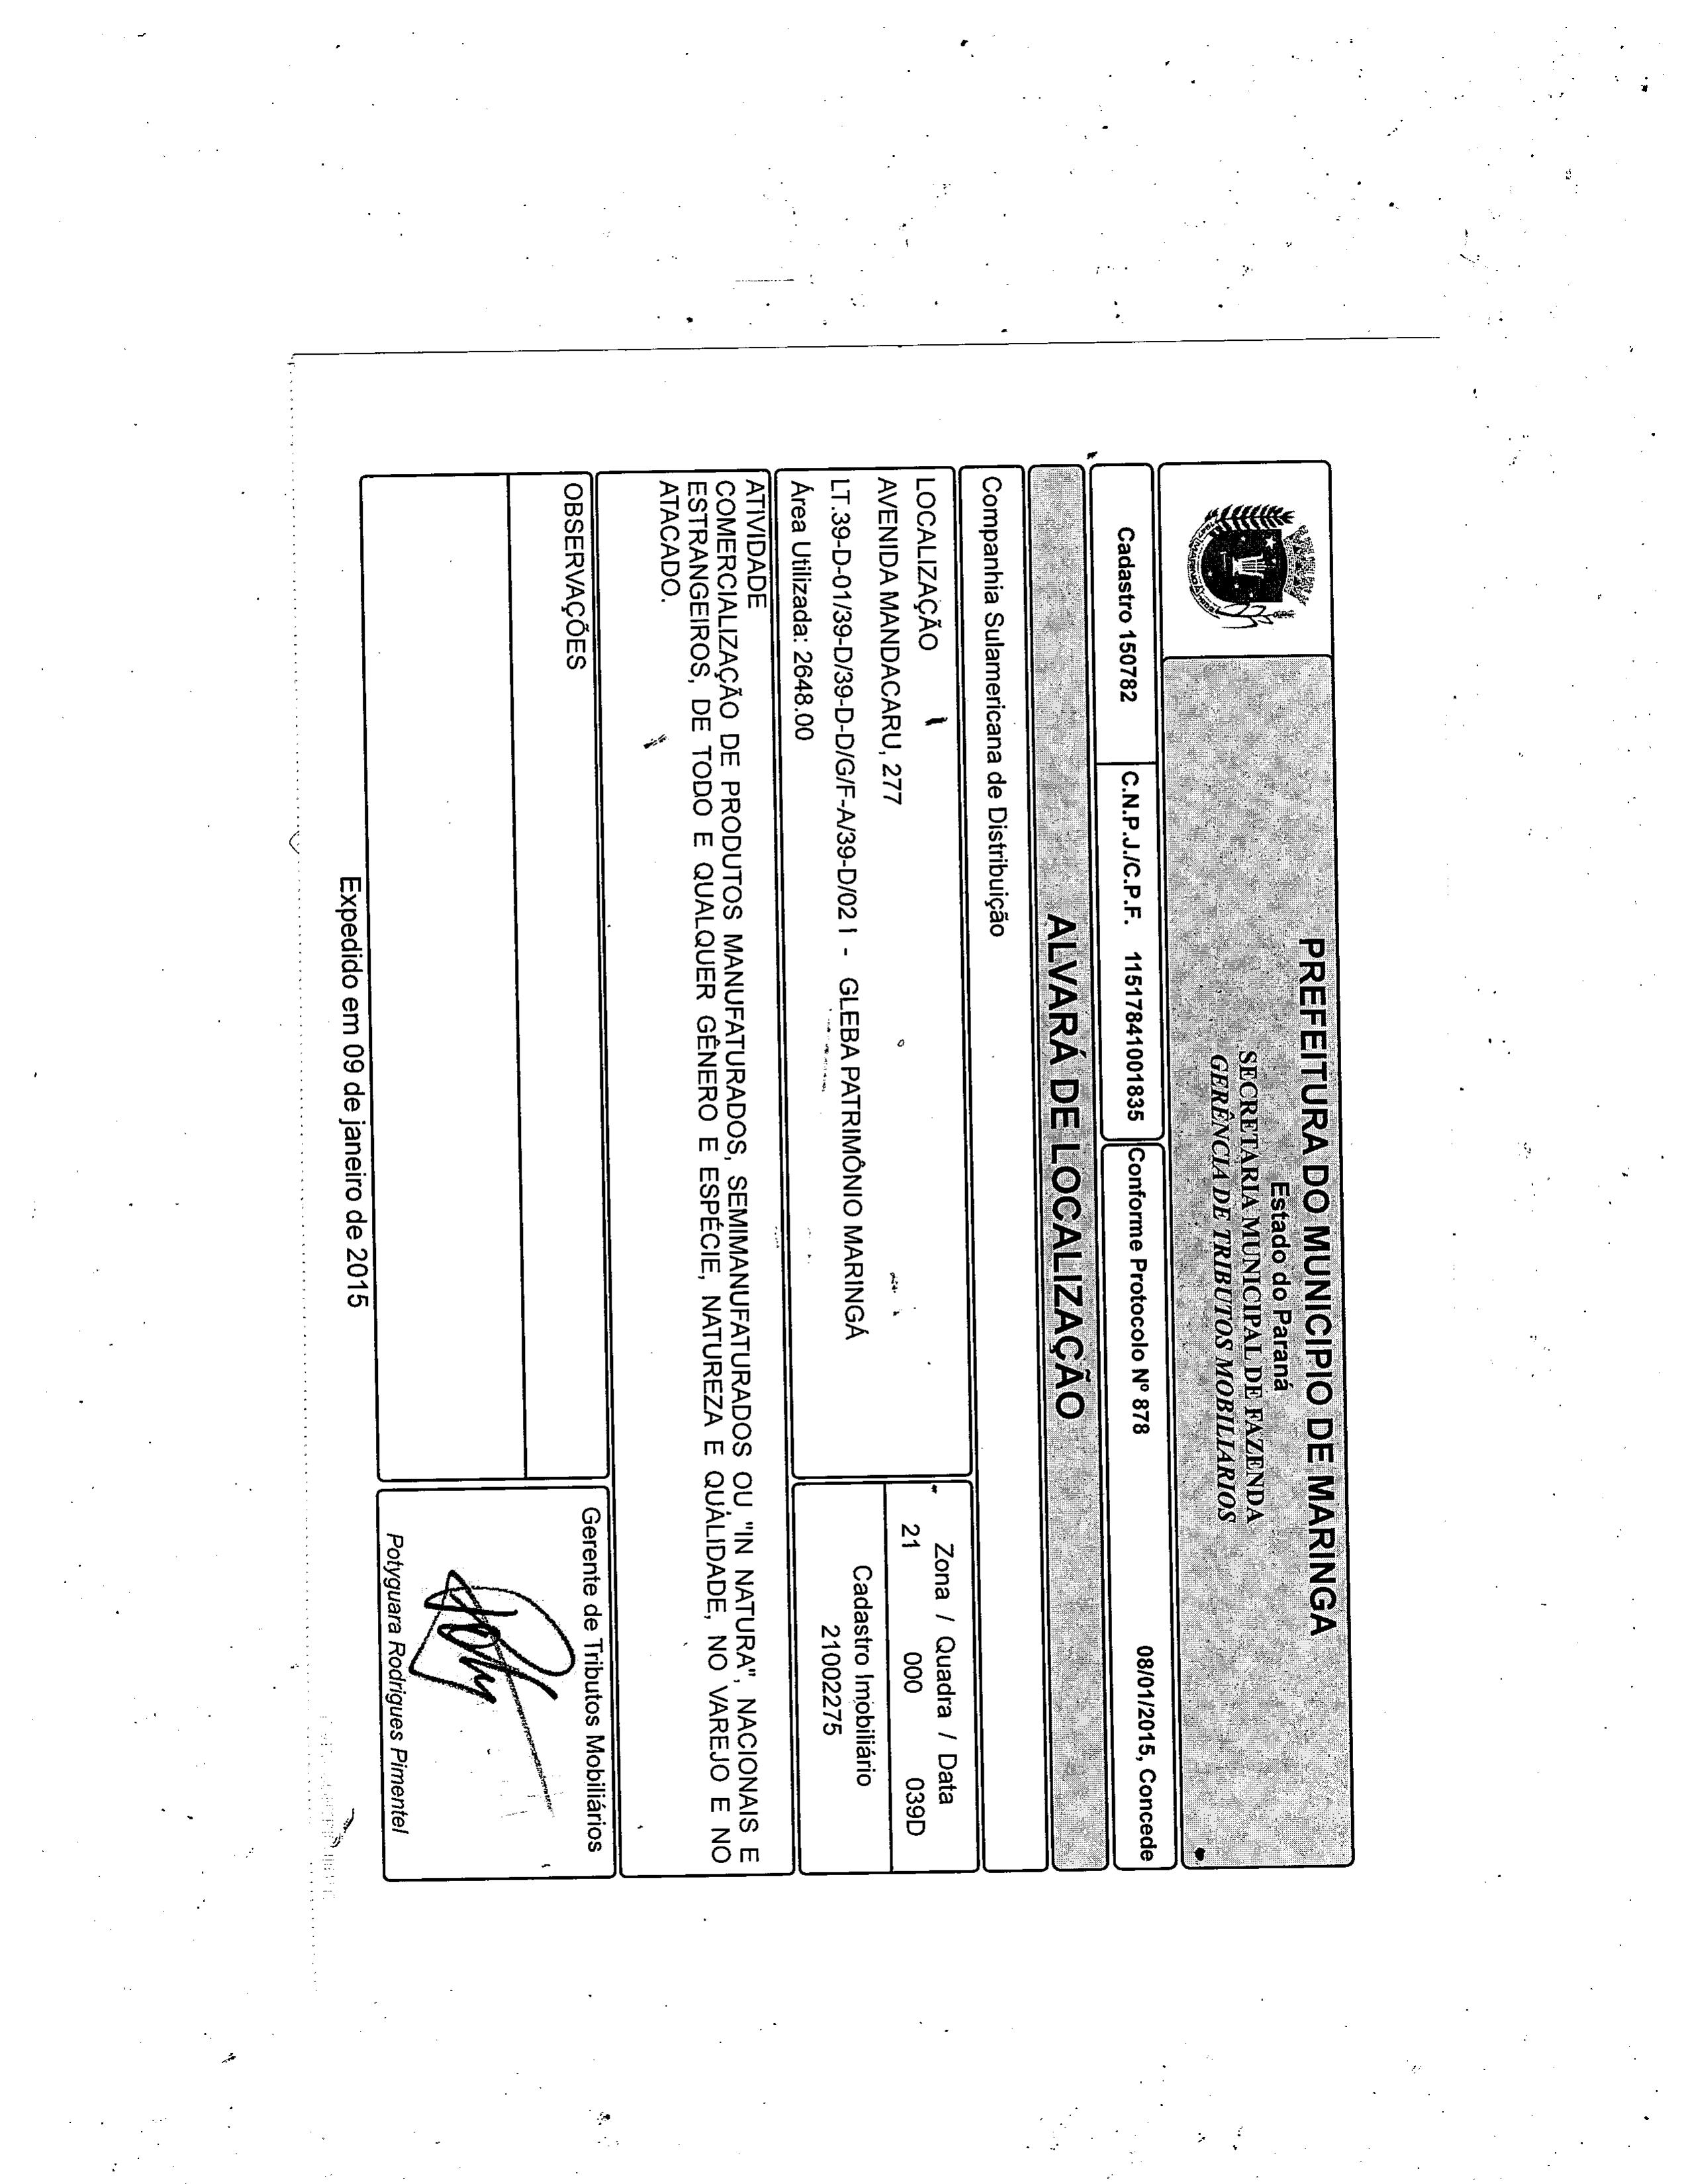 PREFEITURA DO MUNICIPIO DE MARINGA
Estado do Paraná
SECRETARIA MUNICIPAL DE FAZENDA
GERÊNCIA DE TRIBUTOS MOBILIARIOS
Cadastro 150782 C.N.P.J./C.P.F. 11517841001835 Conforme Protocolo Nº 878 08/01/2015, Concede
ALVARÁ DE LOCALIZAÇÃO
Companhia Sulamericana de Distribuição
LOCALIZAÇÃO
AVENIDA MANDACARU, 277
LT.39-D-01/39-D/39-D-D/G/F-A/39-D/02 I - GLEBA PATRIMÔNIO MARINGÁ
Área Utilizada: 2648.00
Zona / Quadra / Data
21 000 039D
Cadastro Imobiliário
21002275
ATIVIDADE
COMERCIALIZAÇÃO DE PRODUTOS MANUFATURADOS, SEMIMANUFATURADOS OU "IN NATURA", NACIONAIS E
ESTRANGEIROS, DE TODO E QUALQUER GÊNERO E ESPÉCIE, NATUREZA E QUALIDADE, NO VAREJO E NO
ATACADO.
OBSERVAÇÕES
Gerente de Tributos Mobiliários
Potyguara Rodrigues Pimentel
Expedido em 09 de janeiro de 2015